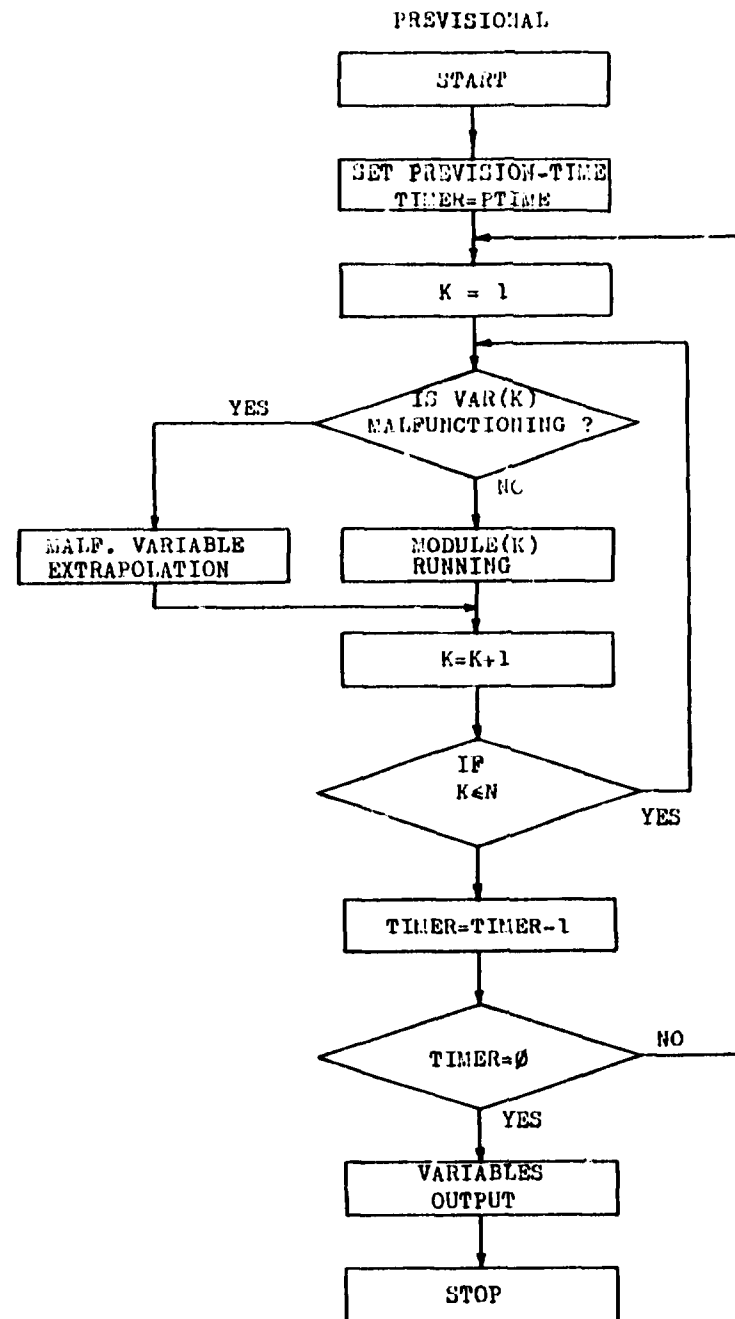 PREVISIONAL
START
SET PREVISION-TIME
TIMER=PTIME
K = 1
IS VAR(K)
MALFUNCTIONING ?
YES
NO
MALF. VARIABLE
EXTRAPOLATION
MODULE(K)
RUNNING
K=K+1
IF
K≤N
YES
TIMER=TIMER-1
TIMER=Ø
NO
YES
VARIABLES
OUTPUT
STOP